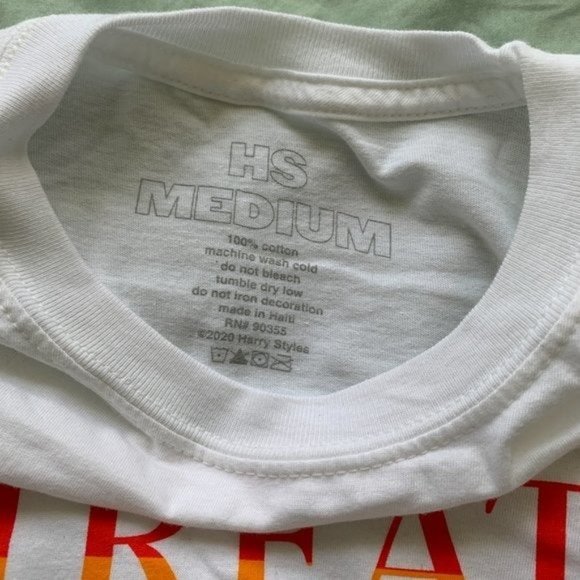 HS
MEDIUM
100% cotton
machine wash cold
do not bleach
tumble dry low
do not iron decoration
made in Haiti
RN# 90355
©2020 Harry Styles
TREAT